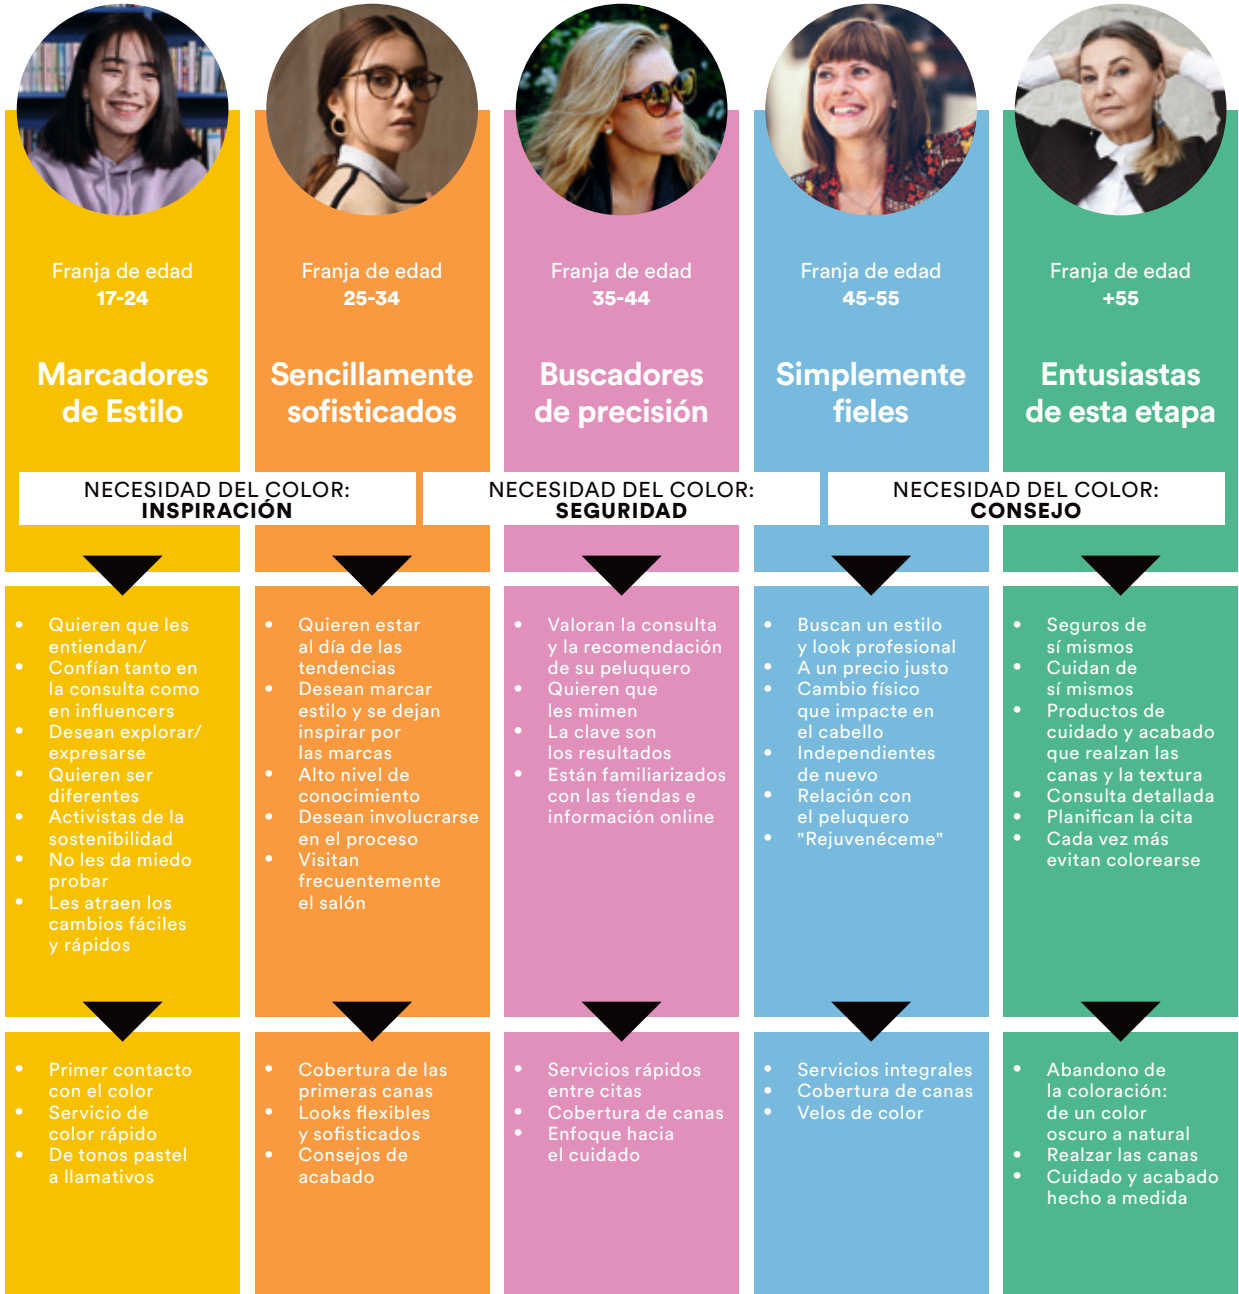 Franja de edad
17-24
Marcadores
de Estilo
Franja de edad
25-34
Sencillamente
sofisticados
Franja de edad
35-44
Buscadores
de precisión
Franja de edad
45-55
Simplemente
fieles
Franja de edad
+55
Entusiastas
de esta etapa
NECESIDAD DEL COLOR:
INSPIRACIÓN
NECESIDAD DEL COLOR:
SEGURIDAD
NECESIDAD DEL COLOR:
CONSEJO
• Quieren que les
entiendan/
• Confían tanto en
la consulta como
en influencers
• Desean explorar/
expresarse
• Quieren ser
diferentes
• Activistas de la
sostenibilidad
• No les da miedo
probar
• Les atraen los
cambios fáciles
y rápidos
• Quieren estar
al día de las
tendencias
• Desean marcar
estilo y se dejan
inspirar por
las marcas
• Alto nivel de
conocimiento
• Desean involucrarse
en el proceso
• Visitan
frecuentemente
el salón
• Valoran la consulta
y la recomendación
de su peluquero
• Quieren que
les mimen
• La clave son
los resultados
• Están familiarizados
con las tiendas e
información online
• Buscan un estilo
y look profesional
• A un precio justo
• Cambio físico
que impacte en
el cabello
• Independientes
de nuevo
• Relación con
el peluquero
• "Rejuvenéceme"
• Seguros de
sí mismos
• Cuidan de
sí mismos
• Productos de
cuidado y acabado
que realzan las
canas y la textura
• Consulta detallada
• Planifican la cita
• Cada vez más
evitan colorearse
• Primer contacto
con el color
• Servicio de
color rápido
• De tonos pastel
a llamativos
• Cobertura de las
primeras canas
• Looks flexibles
y sofisticados
• Consejos de
acabado
• Servicios rápidos
entre citas
• Cobertura de canas
• Enfoque hacia
el cuidado
• Servicios integrales
• Cobertura de canas
• Velos de color
• Abandono de
la coloración:
de un color
oscuro a natural
• Realzar las canas
• Cuidado y acabado
hecho a medida